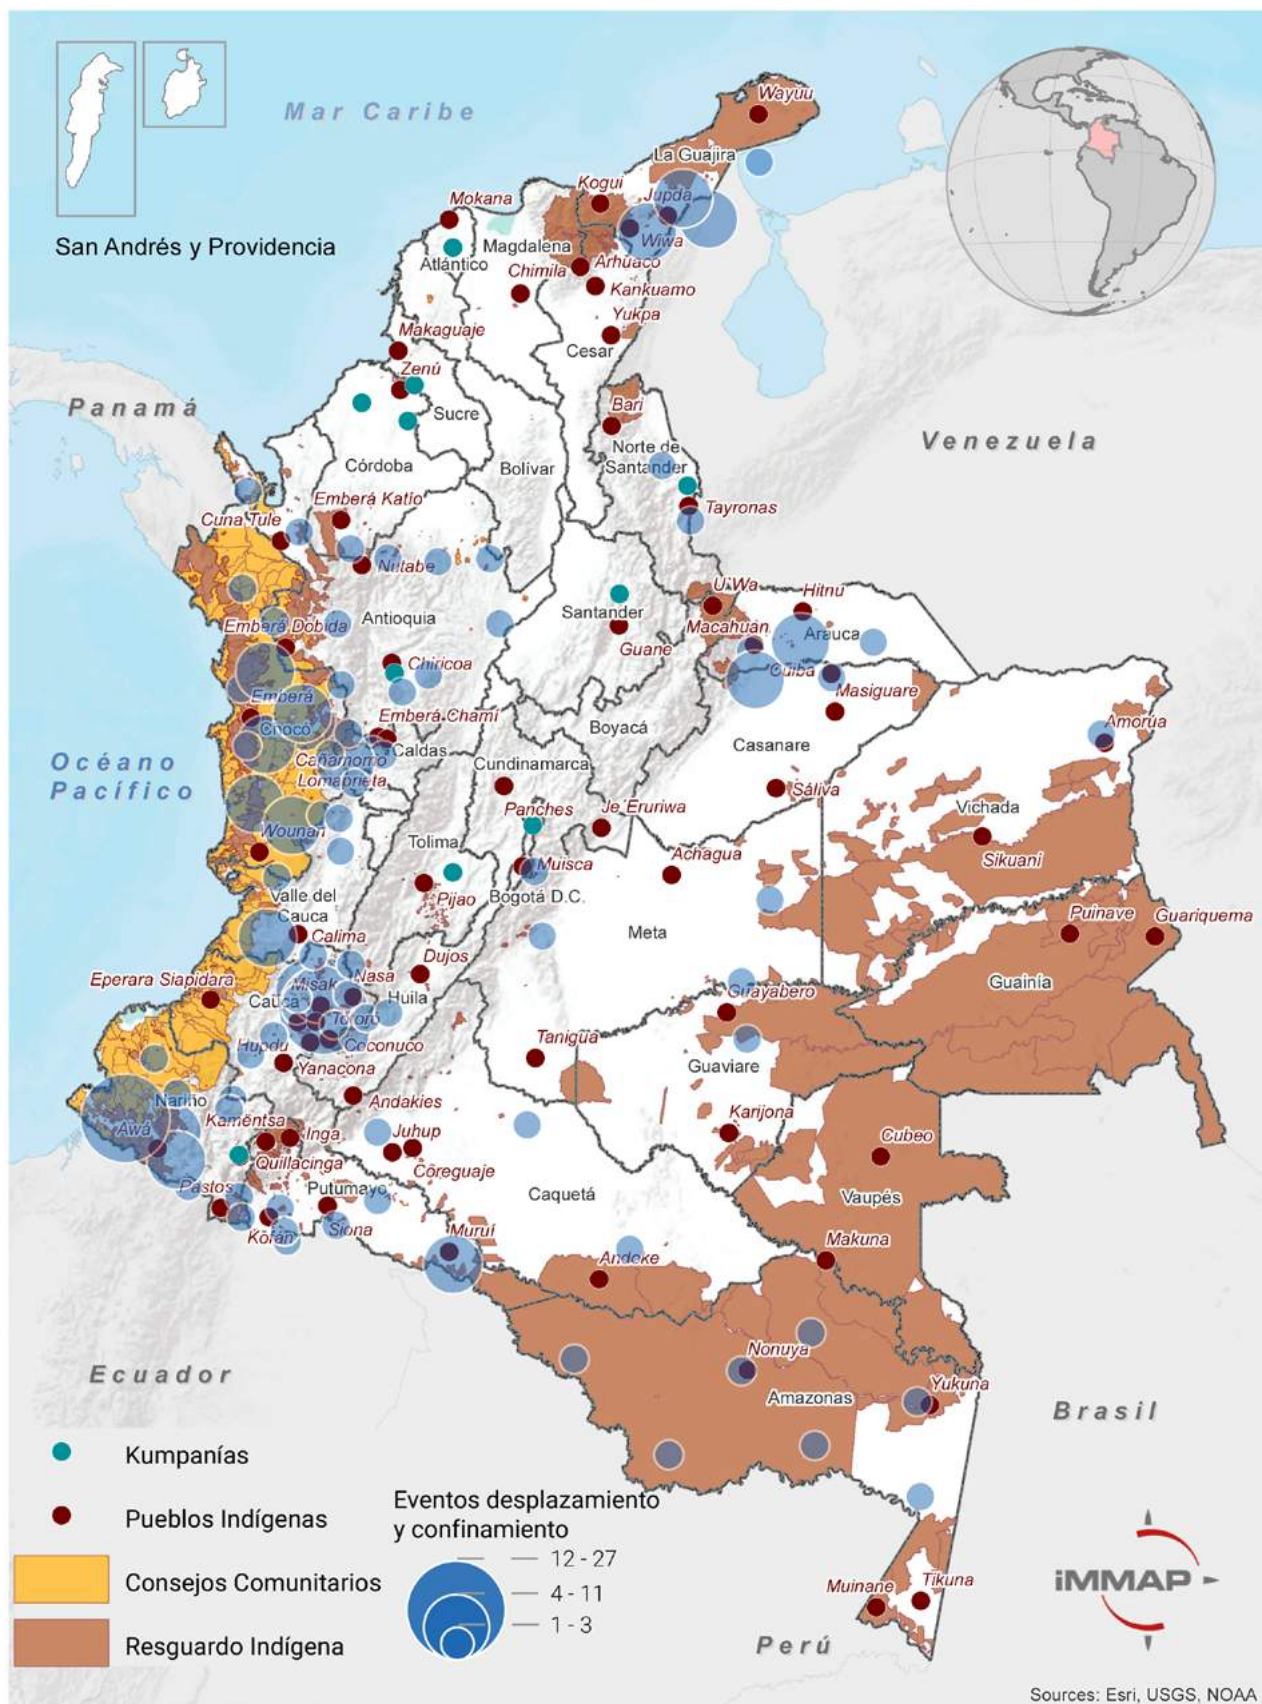 Mar Caribe
San Andrés y Providencia
Wayuu
La Guajira
Kogui
Jupda
Mokana
Magdalena
Wiwa
Atlántico
Arhuaco
Chimila
Kankuamo
Yukpa
Makaguaje
Cesar
Zenú
Panamá
Sucre
Bari
Venezuela
Norte de
Santander
Córdoba
Bolívar
Emberá Katío
Tayronas
Cuna Tule
Nutabe
U'Wa
Hitnú
Santander
Antioquia
Emberá Dobida
Macahuán
Arauca
Guane
Chiricoa
Cuiba
Masiguare
Emberá
Emberá Chamí
Boyacá
Amorúa
Chocó
Caldas
Casanare
Océano
Pacífico
Cañamomo
Lomaprieta
Cundinamarca
Sáliva
Vichada
Panches
Je´Eruriwa
Wounan
Tolima
Sikuani
Muisca
Achagua
Bogotá D.C.
Pijao
Valle del
Cauca
Puinave
Guariquema
Calima
Meta
Dujos
Nasa
Eperara Siapidara
Misak
Guainía
Cauca
Huila
Guayabero
Totoró
Hupdu
Coconuco
Tanigua
Yanacona
Guaviare
Nariño
Andakies
Kaméntsa
Awá
Inga
Juhup
Karijona
Cubeo
Quillacinga
Coreguaje
Pastos
Putumayo
Caquetá
Vaupés
Kofán
Siona
Murui
Makuna
Andoke
Ecuador
Nonuya
Amazonas
Yukuna
Brasil
Kumpanías
Pueblos Indígenas
Consejos Comunitarios
Resguardo Indígena
Eventos desplazamiento
y confinamiento
12 - 27
4 - 11
1 - 3
Muinane
Tikuna
Perú
iMMAP
Sources: Esri, USGS, NOAA